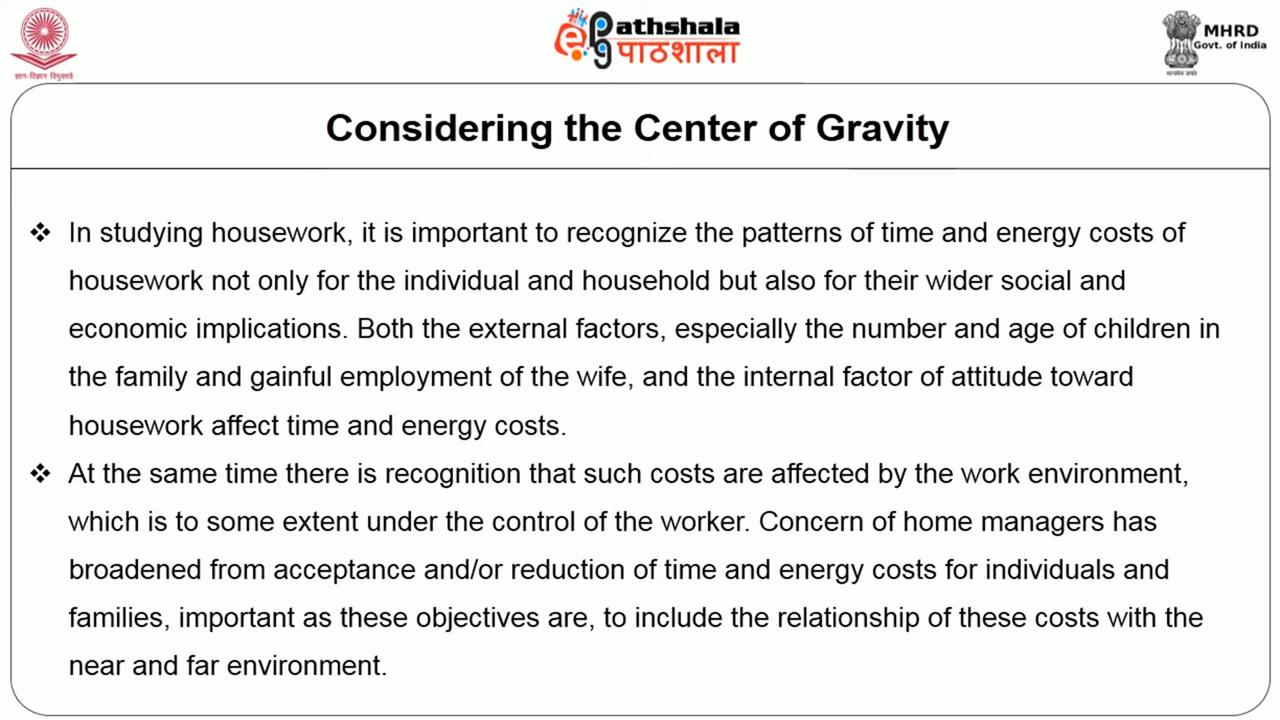 ज्ञान-विज्ञान विमुक्तये
ePg Pathshala
पाठशाला
MHRD
Govt. of India
सत्यमेव जयते
Considering the Center of Gravity
❖ In studying housework, it is important to recognize the patterns of time and energy costs of
housework not only for the individual and household but also for their wider social and
economic implications. Both the external factors, especially the number and age of children in
the family and gainful employment of the wife, and the internal factor of attitude toward
housework affect time and energy costs.
❖ At the same time there is recognition that such costs are affected by the work environment,
which is to some extent under the control of the worker. Concern of home managers has
broadened from acceptance and/or reduction of time and energy costs for individuals and
families, important as these objectives are, to include the relationship of these costs with the
near and far environment.